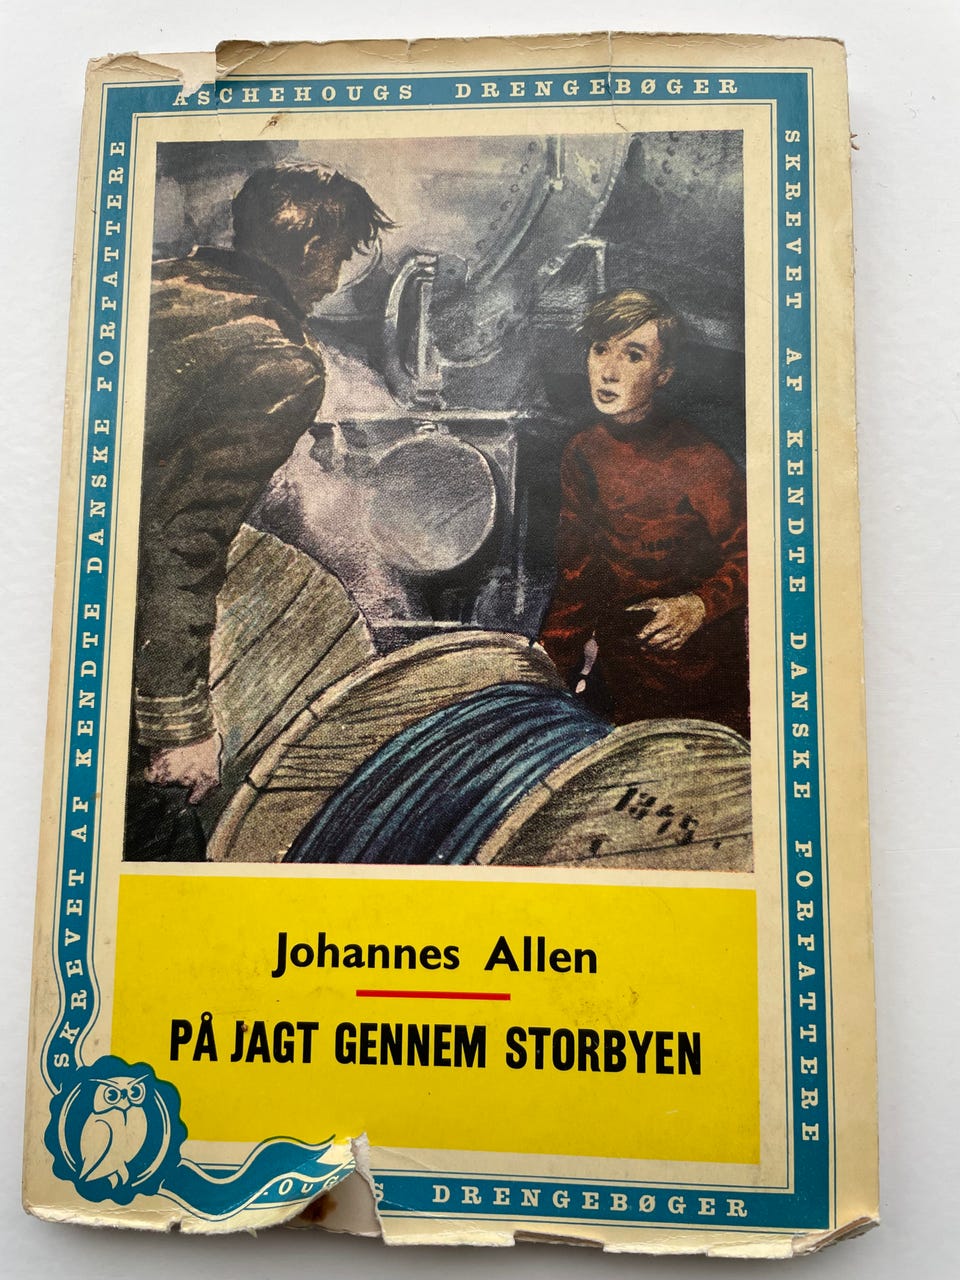 ASCHEHOUGS DRENGEBØGER
SKREVET AF KENDTE DANSKE FORFATTERE
SKREVET AF KENDTE DANSKE FORFATTERE
Johannes Allen
PÅ JAGT GENNEM STORBYEN
DRENGEBØGER